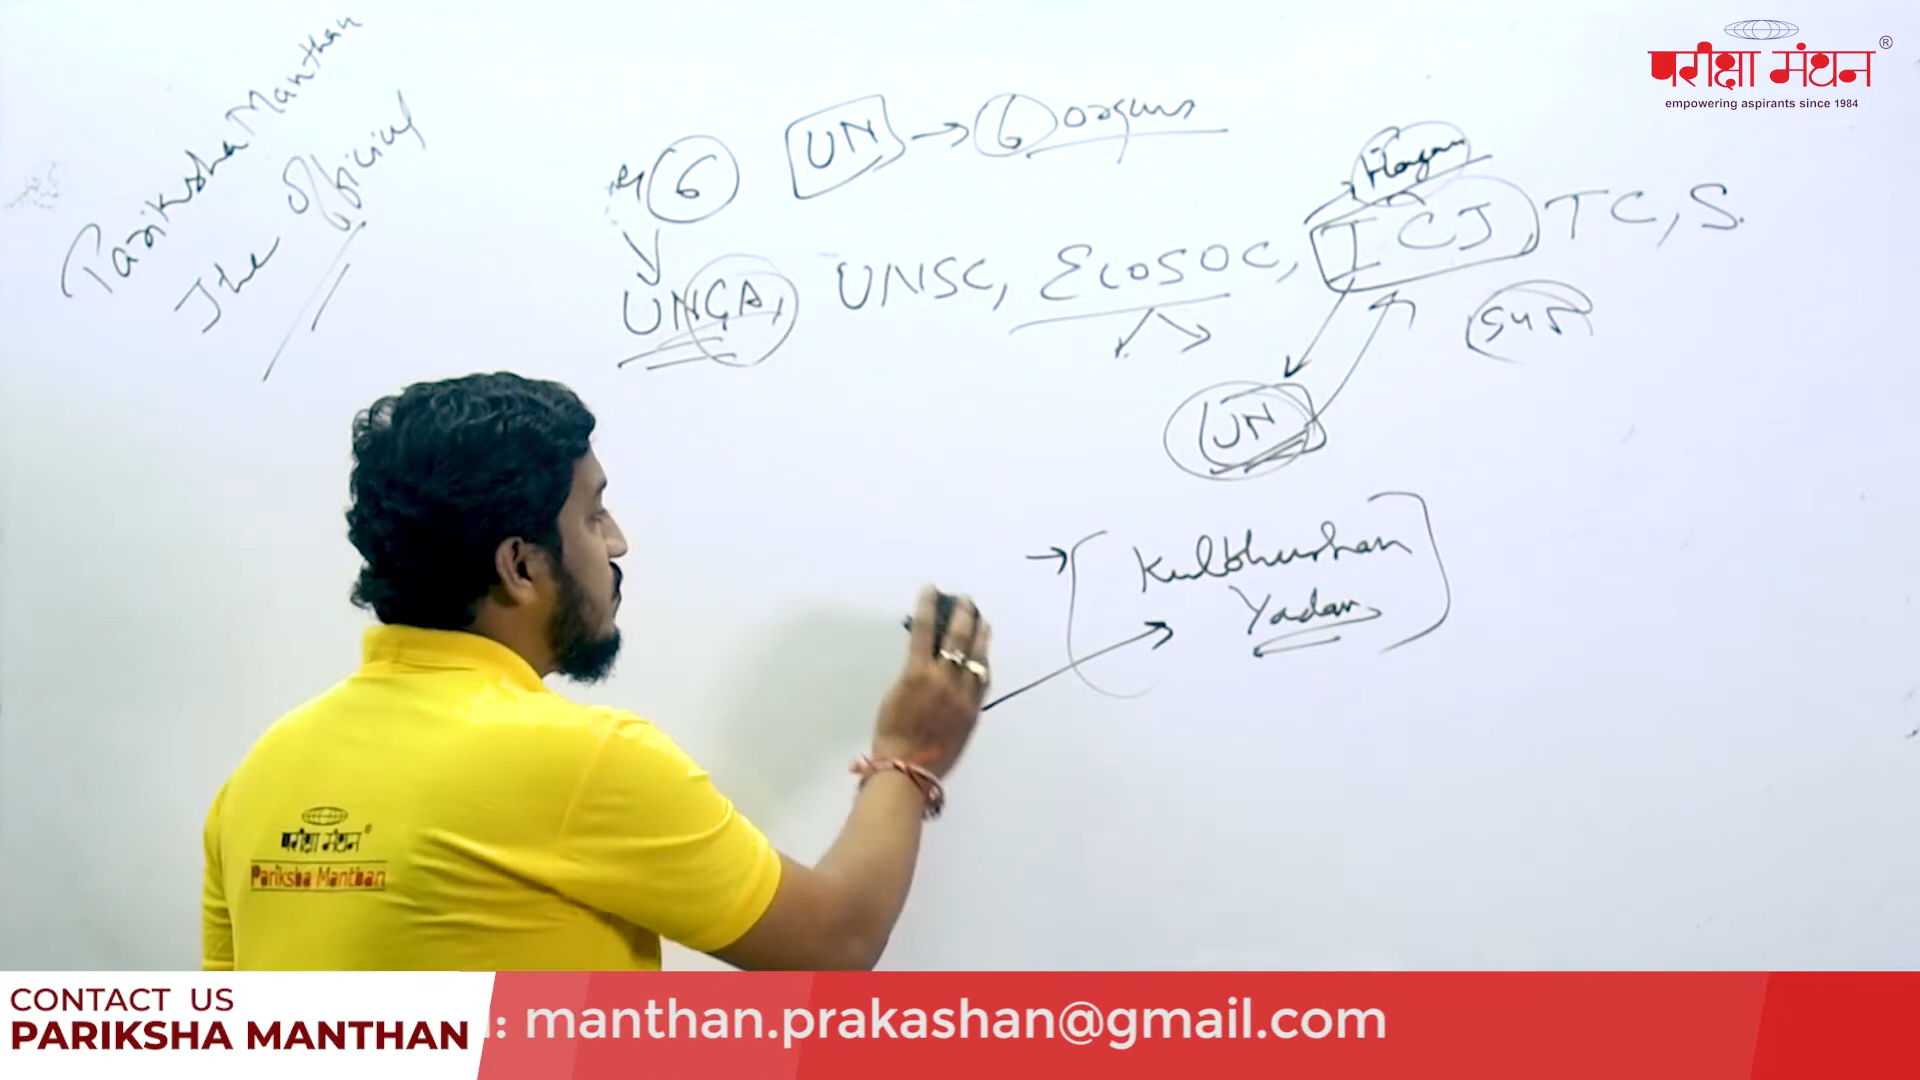 Pariksha Manthan
The Official
परीक्षा मंथन ®
empowering aspirants since 1984
6
UN → 6 organs
Hague
UNGA, UNSC, ECOSOC, ICJ TC, S.
UN
Kulbhushan
Yadav
परीक्षा मंथन ®
Pariksha Manthan
CONTACT US
PARIKSHA MANTHAN
: manthan.prakashan@gmail.com